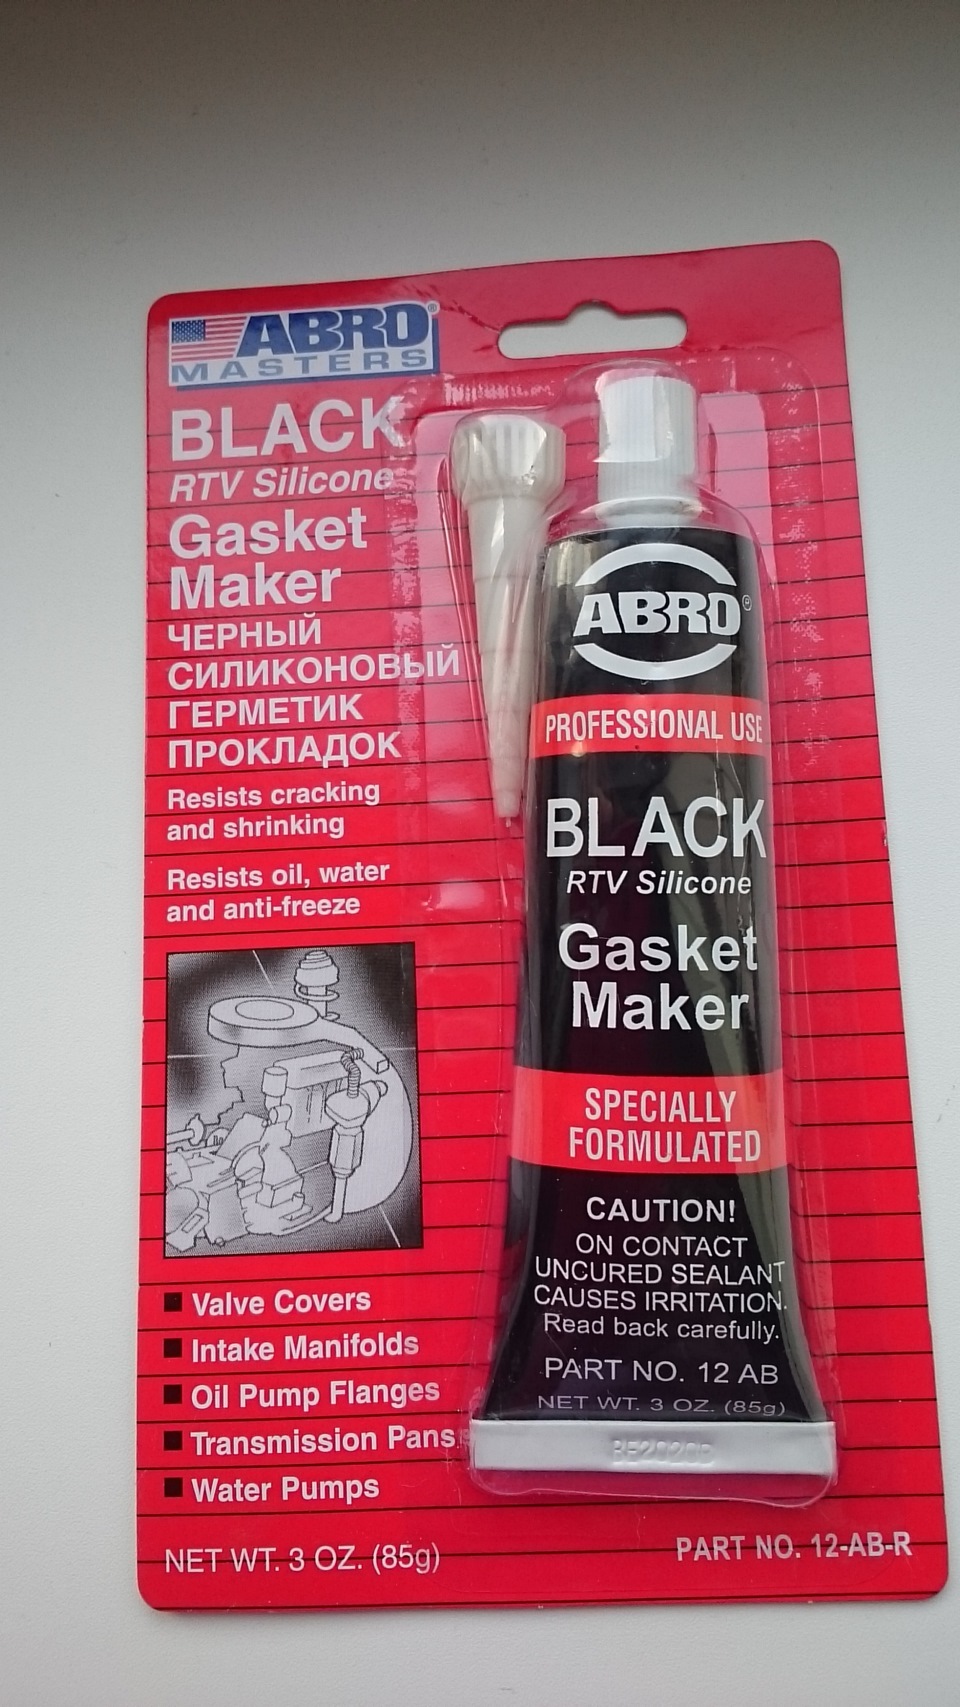 ABRO®
MASTERS
BLACK
RTV Silicone
Gasket
Maker
ЧЕРНЫЙ
СИЛИКОНОВЫЙ
ГЕРМЕТИК
ПРОКЛАДОК
Resists cracking
and shrinking
Resists oil, water
and anti-freeze
Valve Covers
Intake Manifolds
Oil Pump Flanges
Transmission Pans
Water Pumps
NET WT. 3 OZ. (85g)
ABRO®
PROFESSIONAL USE
BLACK
RTV Silicone
Gasket
Maker
SPECIALLY
FORMULATED
CAUTION!
ON CONTACT
UNCURED SEALANT
CAUSES IRRITATION.
Read back carefully.
PART NO. 12 AB
NET WT. 3 OZ. (85g)
PART NO. 12-AB-R